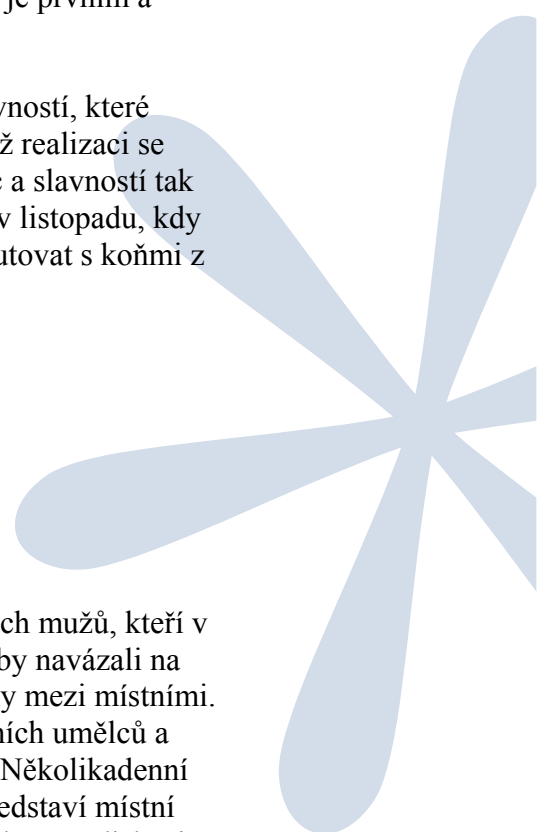 je prvním a
vností, které
ž realizaci se
c a slavností tak
v listopadu, kdy
utovat s koňmi z
ch mužů, kteří v
by navázali na
y mezi místními.
ních umělců a
Několikadenní
edstaví místní